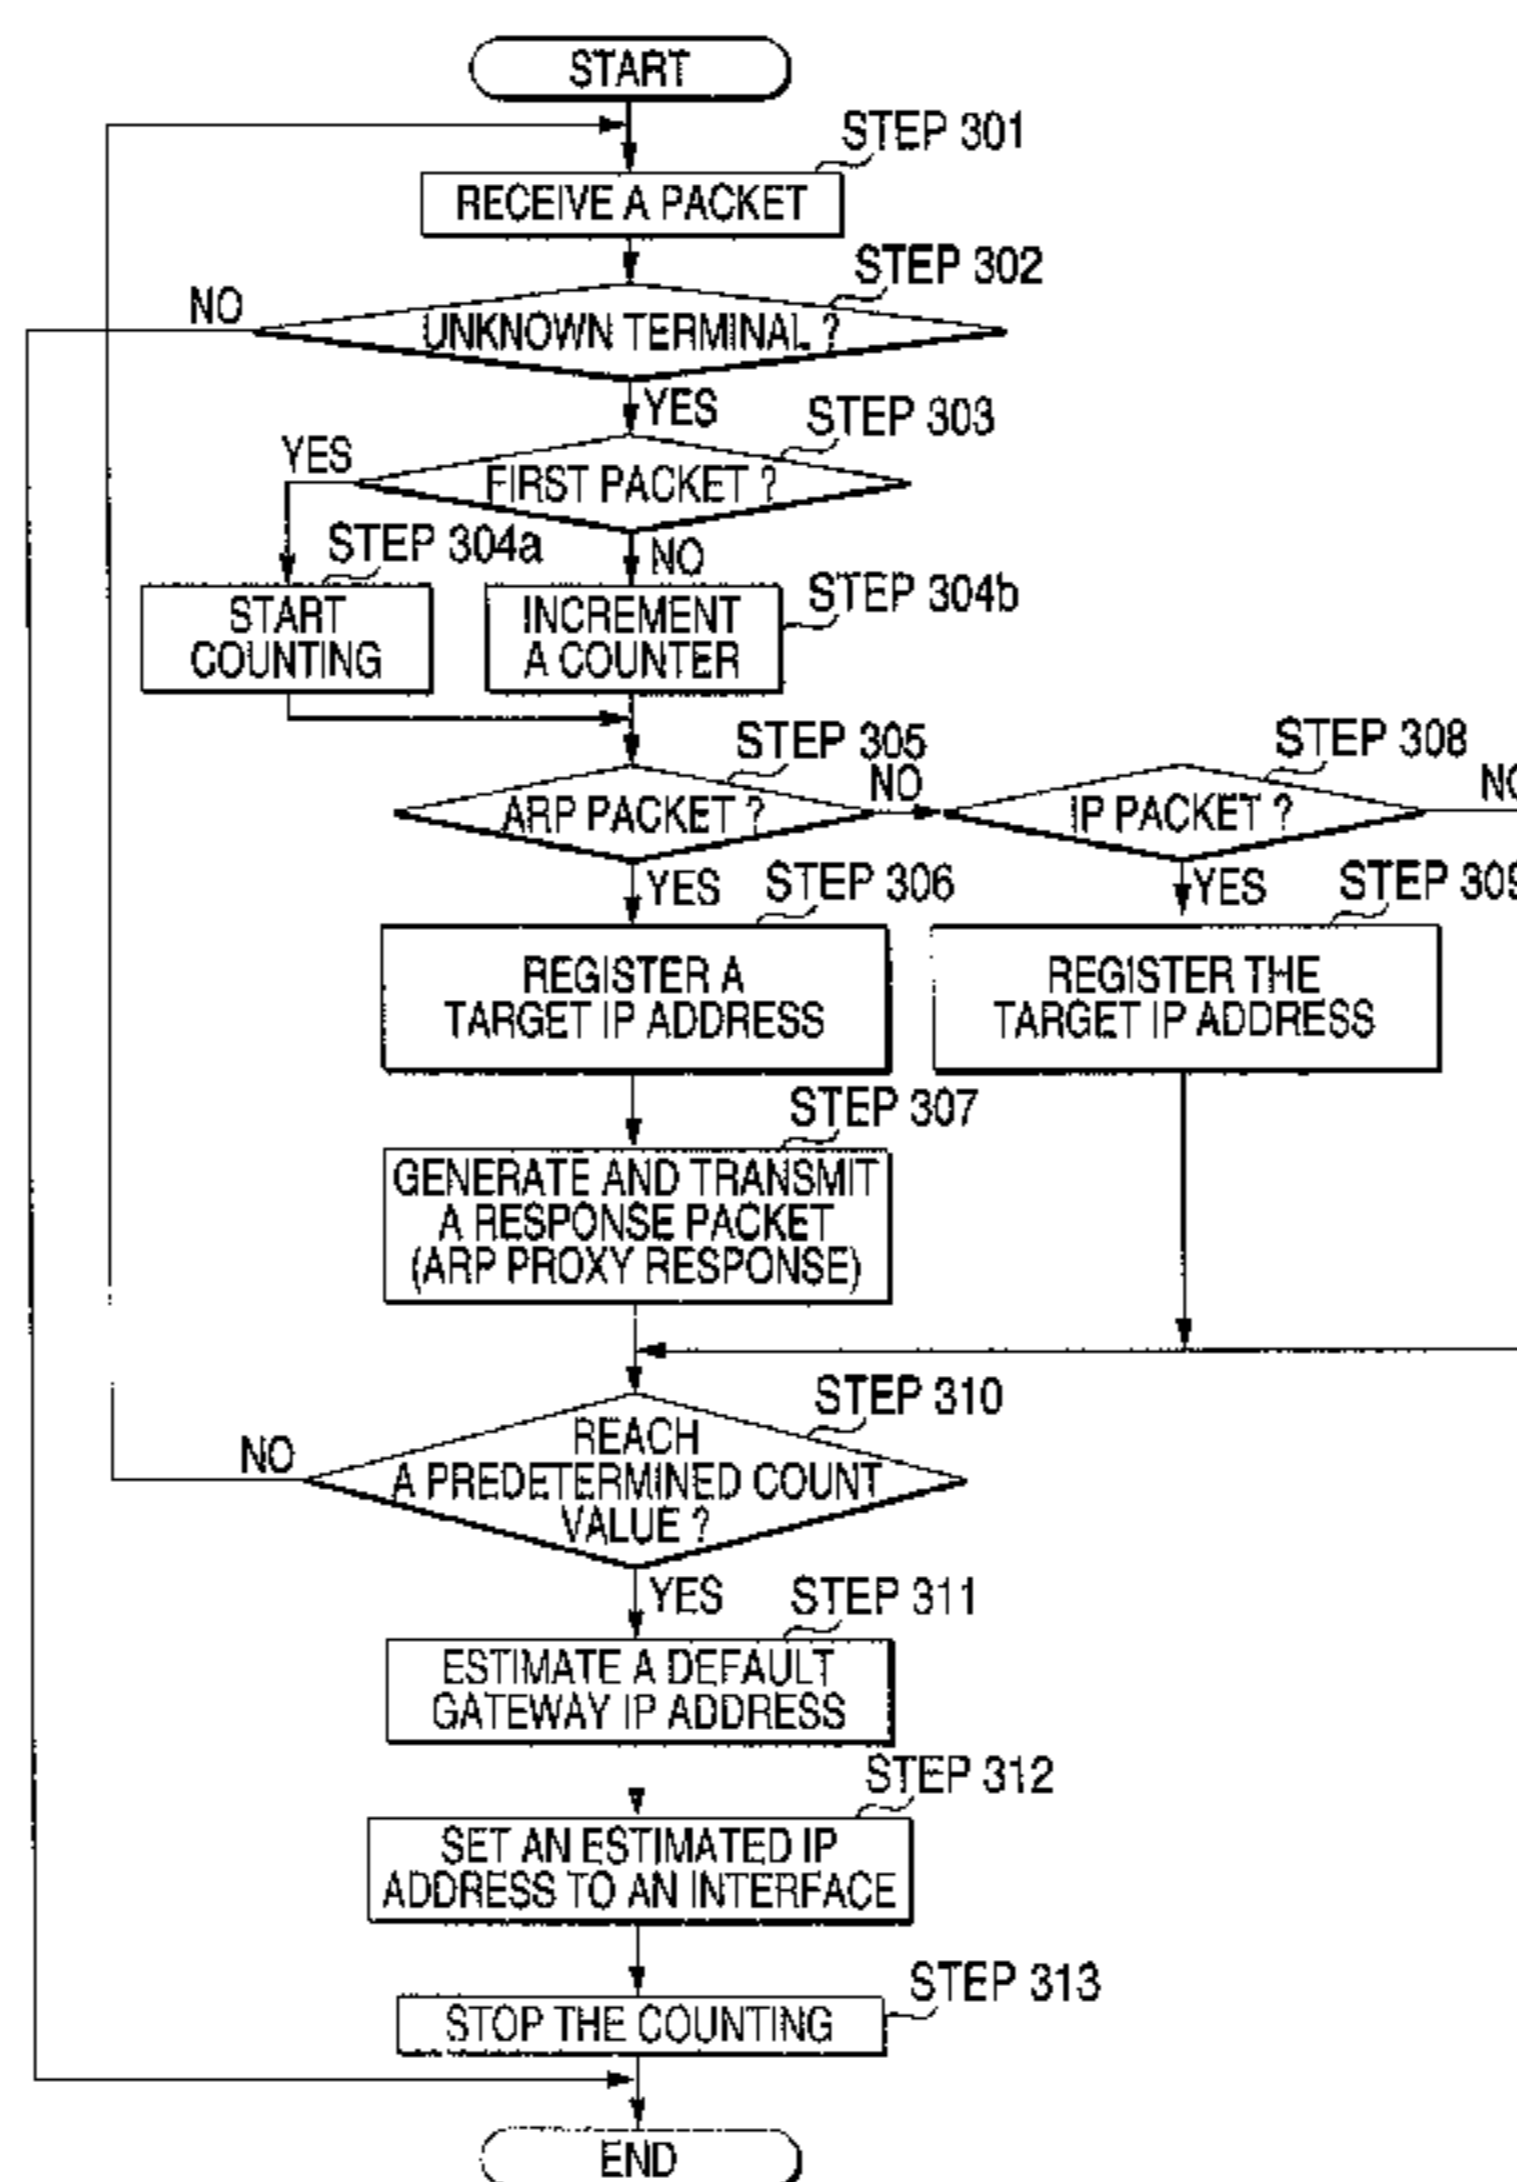 START
STEP 301
RECEIVE A PACKET
STEP 302
NO
UNKNOWN TERMINAL ?
YES
STEP 303
YES
FIRST PACKET ?
STEP 304a
NO
START
COUNTING
STEP 304b
INCREMENT
A COUNTER
STEP 305
NO
STEP 308
NO
ARP PACKET ?
IP PACKET ?
YES
STEP 306
YES
STEP 309
REGISTER A
TARGET IP ADDRESS
REGISTER THE
TARGET IP ADDRESS
STEP 307
GENERATE AND TRANSMIT
A RESPONSE PACKET
(ARP PROXY RESPONSE)
STEP 310
NO
REACH
A PREDETERMINED COUNT
VALUE ?
YES
STEP 311
ESTIMATE A DEFAULT
GATEWAY IP ADDRESS
STEP 312
SET AN ESTIMATED IP
ADDRESS TO AN INTERFACE
STEP 313
STOP THE COUNTING
END